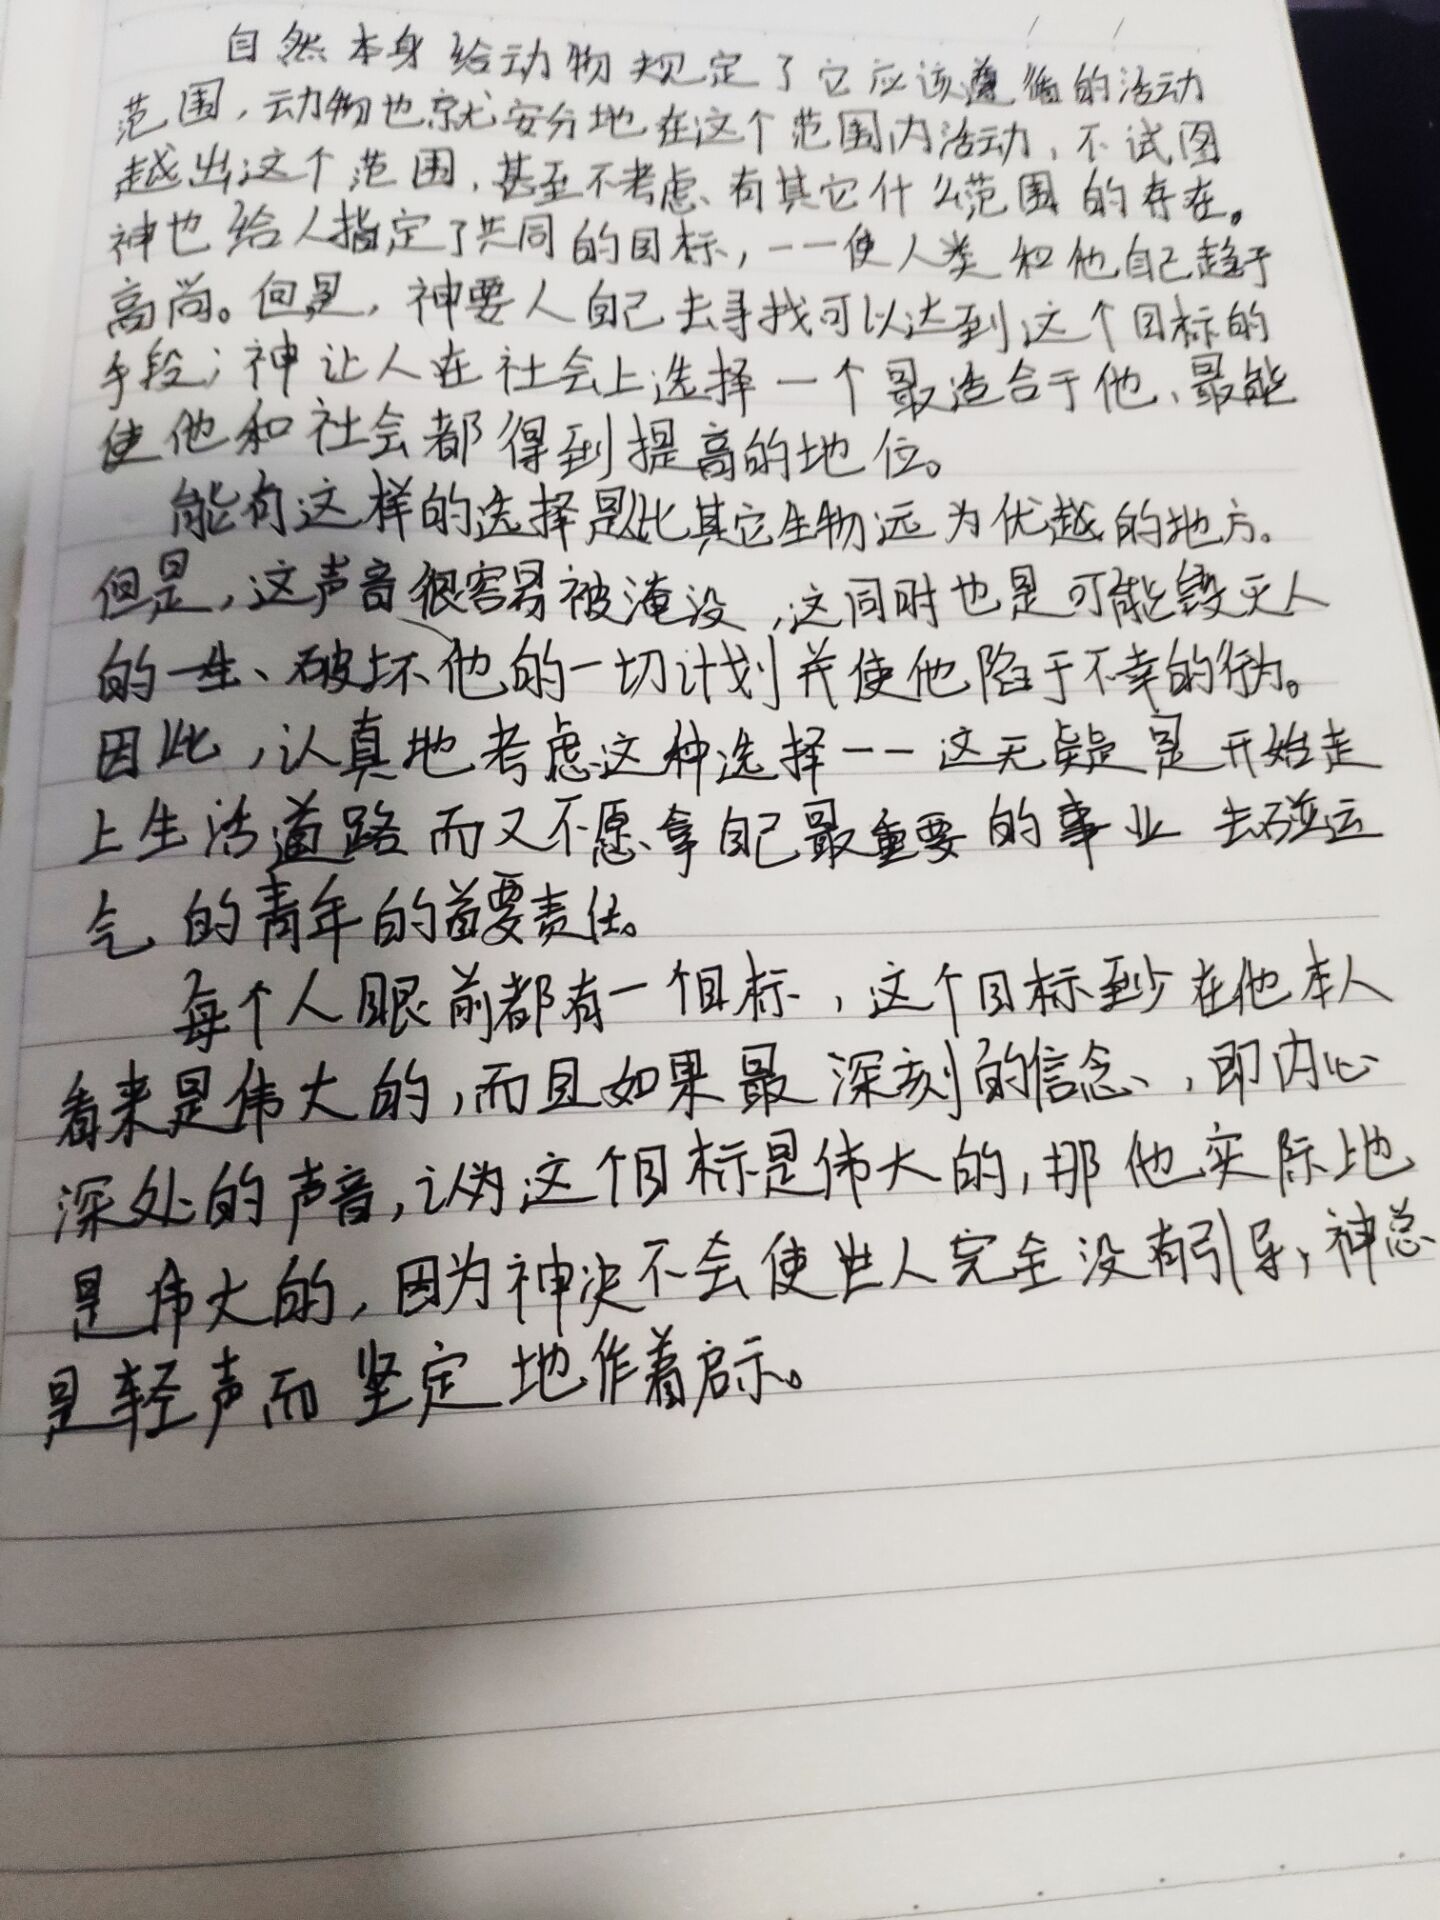 自然本身给动物规定了它应该遵循的活动
范围，动物也就安分地在这个范围内活动，不试图
越出这个范围，甚至不考虑、有其它什么范围的存在。
神也给人指定了共同的目标，——使人类和他自己趋于
高尚。但是，神要人自己去寻找可以达到这个目标的
手段；神让人在社会上选择一个最适合于他、最能
使他和社会都得到提高的地位。
能有这样的选择是比其它生物远为优越的地方。
但是，这声音很容易被淹没，这同时也是可能毁灭人
的一生、破坏他的一切计划并使他陷于不幸的行为。
因此，认真地考虑这种选择——这无疑是开始走
上生活道路而又不愿拿自己最重要的事业去碰运
气的青年的首要责任。
每个人眼前都有一个目标，这个目标至少在他本人
看来是伟大的，而且如果最深刻的信念、，即内心
深处的声音，认为这个目标是伟大的，那他实际上地
是伟大的，因为神决不会使世人完全没有引导，神总
是轻声而坚定地作着启示。